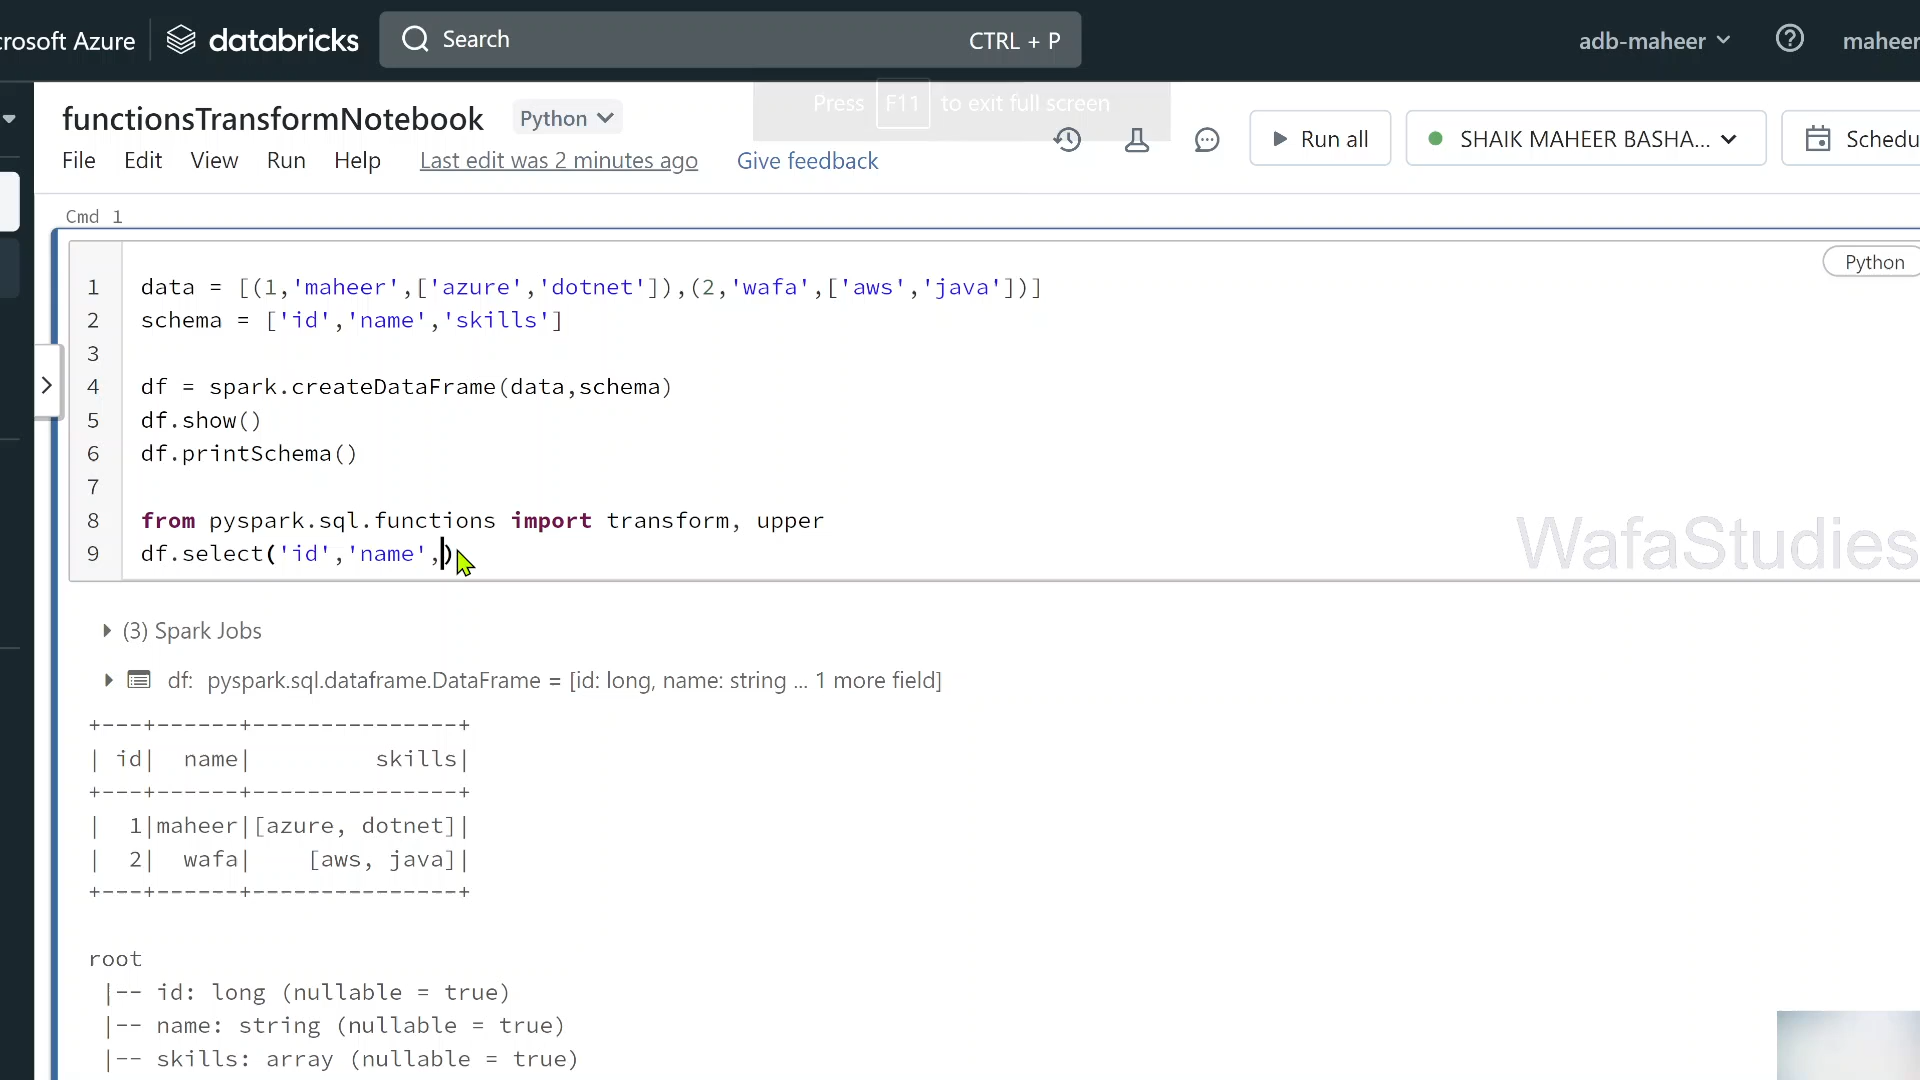 crosoft Azure databricks Search CTRL + P adb-maheer maheer
functionsTransformNotebook Python Press F11 to exit full screen
Run all SHAIK MAHEER BASHA... Schedu
File Edit View Run Help Last edit was 2 minutes ago Give feedback
Cmd 1
Python
1 data = [(1,'maheer',['azure','dotnet']),(2,'wafa',['aws','java'])]
2 schema = ['id','name','skills']
3
4 df = spark.createDataFrame(data,schema)
5 df.show()
6 df.printSchema()
7
8 from pyspark.sql.functions import transform, upper
9 df.select('id','name',)
WafaStudies
(3) Spark Jobs
df: pyspark.sql.dataframe.DataFrame = [id: long, name: string ... 1 more field]
+---+------+---------------+
| id|  name|         skills|
+---+------+---------------+
|  1|maheer|[azure, dotnet]|
|  2|  wafa|    [aws, java]|
+---+------+---------------+
root
|-- id: long (nullable = true)
|-- name: string (nullable = true)
|-- skills: array (nullable = true)